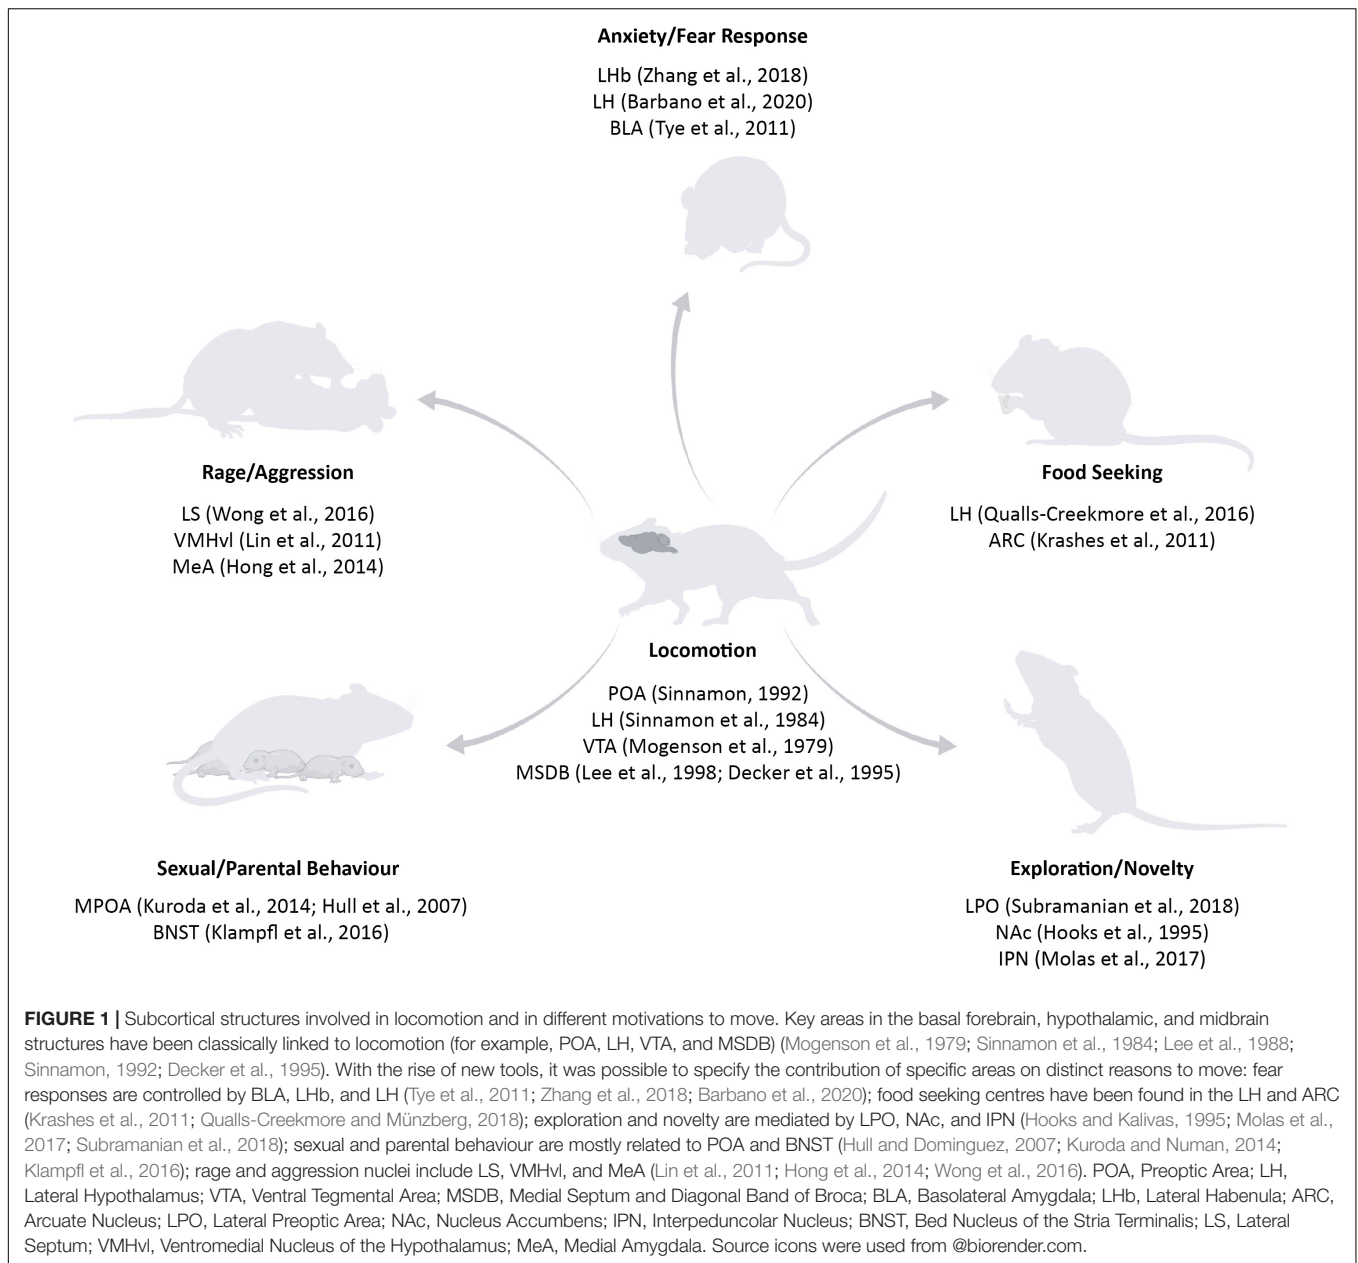 Anxiety/Fear Response
LHb (Zhang et al., 2018)
LH (Barbano et al., 2020)
BLA (Tye et al., 2011)
Rage/Aggression
LS (Wong et al., 2016)
VMHvl (Lin et al., 2011)
MeA (Hong et al., 2014)
Food Seeking
LH (Qualls-Creekmore et al., 2016)
ARC (Krashes et al., 2011)
Locomotion
POA (Sinnamon, 1992)
LH (Sinnamon et al., 1984)
VTA (Mogenson et al., 1979)
MSDB (Lee et al., 1998; Decker et al., 1995)
Sexual/Parental Behaviour
MPOA (Kuroda et al., 2014; Hull et al., 2007)
BNST (Klampfl et al., 2016)
Exploration/Novelty
LPO (Subramanian et al., 2018)
NAc (Hooks et al., 1995)
IPN (Molas et al., 2017)
FIGURE 1 | Subcortical structures involved in locomotion and in different motivations to move. Key areas in the basal forebrain, hypothalamic, and midbrain
structures have been classically linked to locomotion (for example, POA, LH, VTA, and MSDB) (Mogenson et al., 1979; Sinnamon et al., 1984; Lee et al., 1988;
Sinnamon, 1992; Decker et al., 1995). With the rise of new tools, it was possible to specify the contribution of specific areas on distinct reasons to move: fear
responses are controlled by BLA, LHb, and LH (Tye et al., 2011; Zhang et al., 2018; Barbano et al., 2020); food seeking centres have been found in the LH and ARC
(Krashes et al., 2011; Qualls-Creekmore and Münzberg, 2018); exploration and novelty are mediated by LPO, NAc, and IPN (Hooks and Kalivas, 1995; Molas et al.,
2017; Subramanian et al., 2018); sexual and parental behaviour are mostly related to POA and BNST (Hull and Dominguez, 2007; Kuroda and Numan, 2014;
Klampfl et al., 2016); rage and aggression nuclei include LS, VMHvl, and MeA (Lin et al., 2011; Hong et al., 2014; Wong et al., 2016). POA, Preoptic Area; LH,
Lateral Hypothalamus; VTA, Ventral Tegmental Area; MSDB, Medial Septum and Diagonal Band of Broca; BLA, Basolateral Amygdala; LHb, Lateral Habenula; ARC,
Arcuate Nucleus; LPO, Lateral Preoptic Area; NAc, Nucleus Accumbens; IPN, Interpeduncolar Nucleus; BNST, Bed Nucleus of the Stria Terminalis; LS, Lateral
Septum; VMHvl, Ventromedial Nucleus of the Hypothalamus; MeA, Medial Amygdala. Source icons were used from @biorender.com.